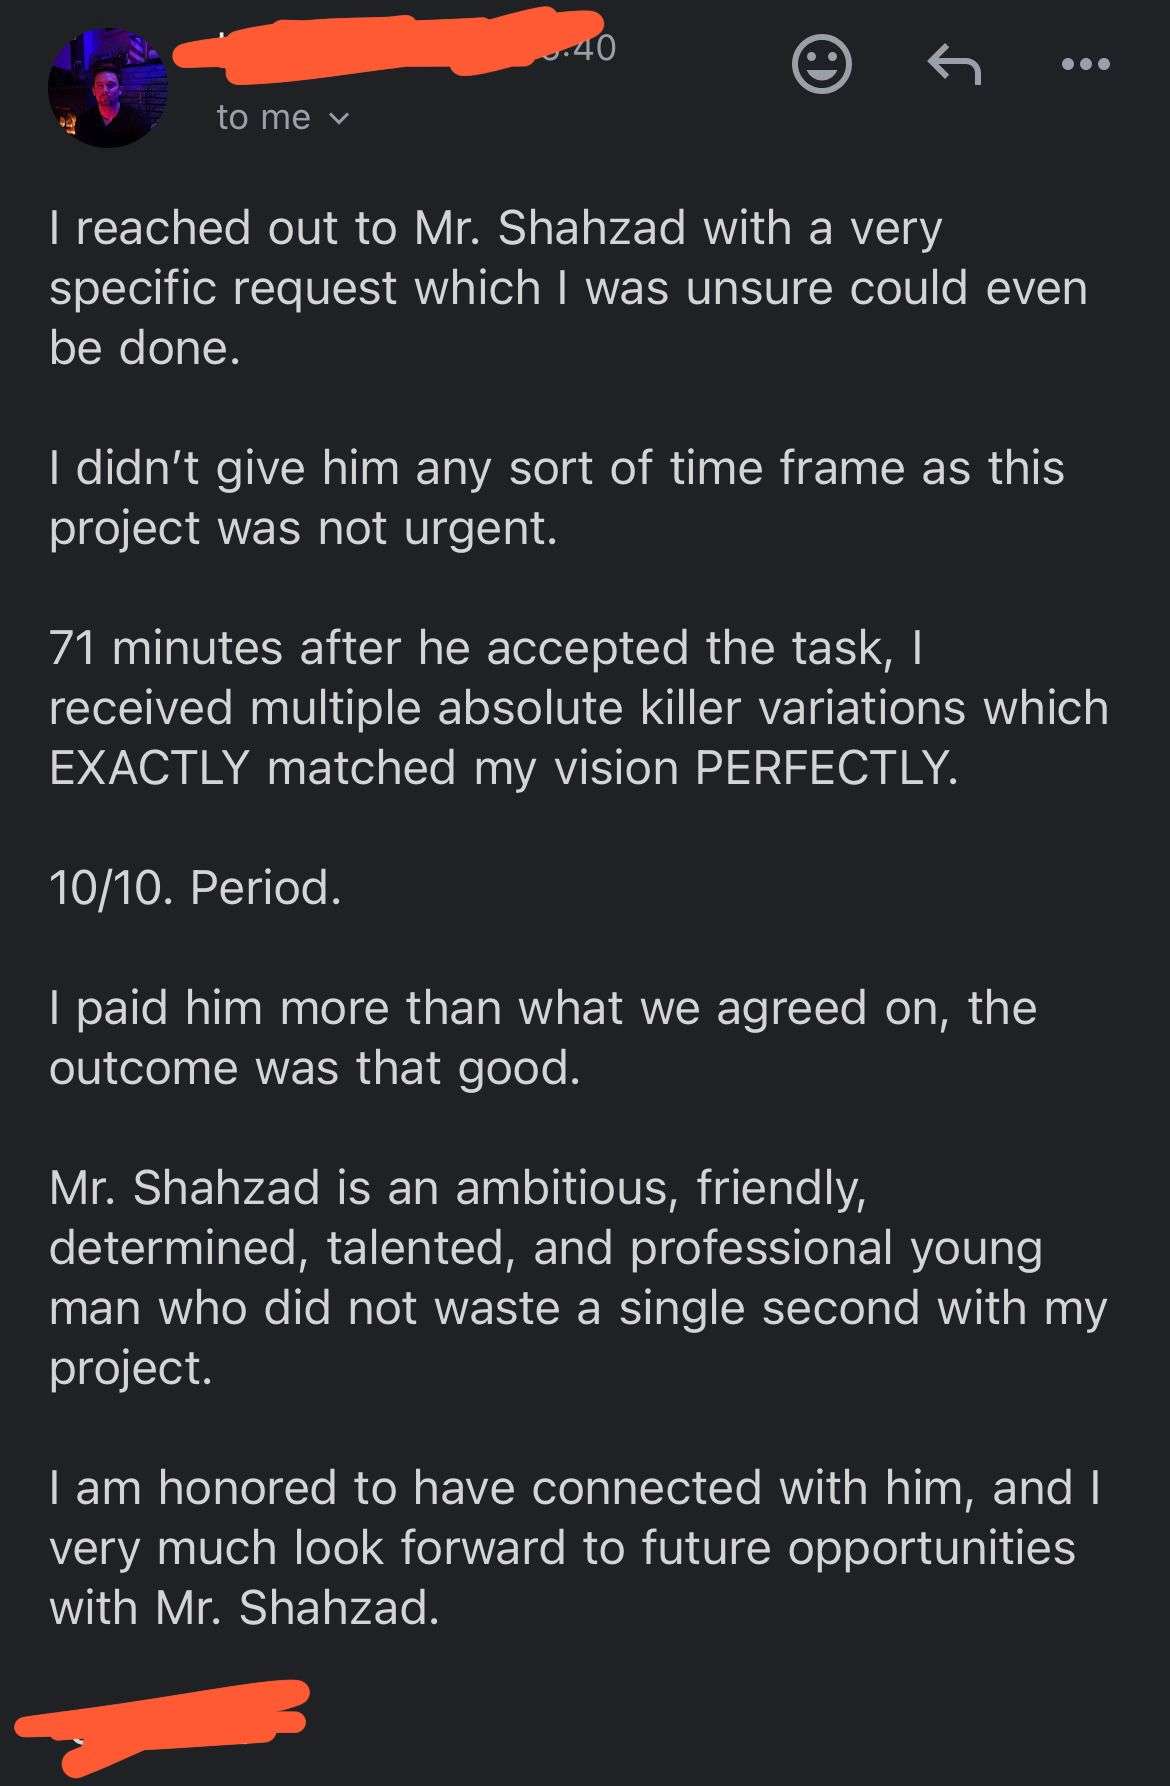 :40
to me
I reached out to Mr. Shahzad with a very
specific request which I was unsure could even
be done.
I didn’t give him any sort of time frame as this
project was not urgent.
71 minutes after he accepted the task, I
received multiple absolute killer variations which
EXACTLY matched my vision PERFECTLY.
10/10. Period.
I paid him more than what we agreed on, the
outcome was that good.
Mr. Shahzad is an ambitious, friendly,
determined, talented, and professional young
man who did not waste a single second with my
project.
I am honored to have connected with him, and I
very much look forward to future opportunities
with Mr. Shahzad.